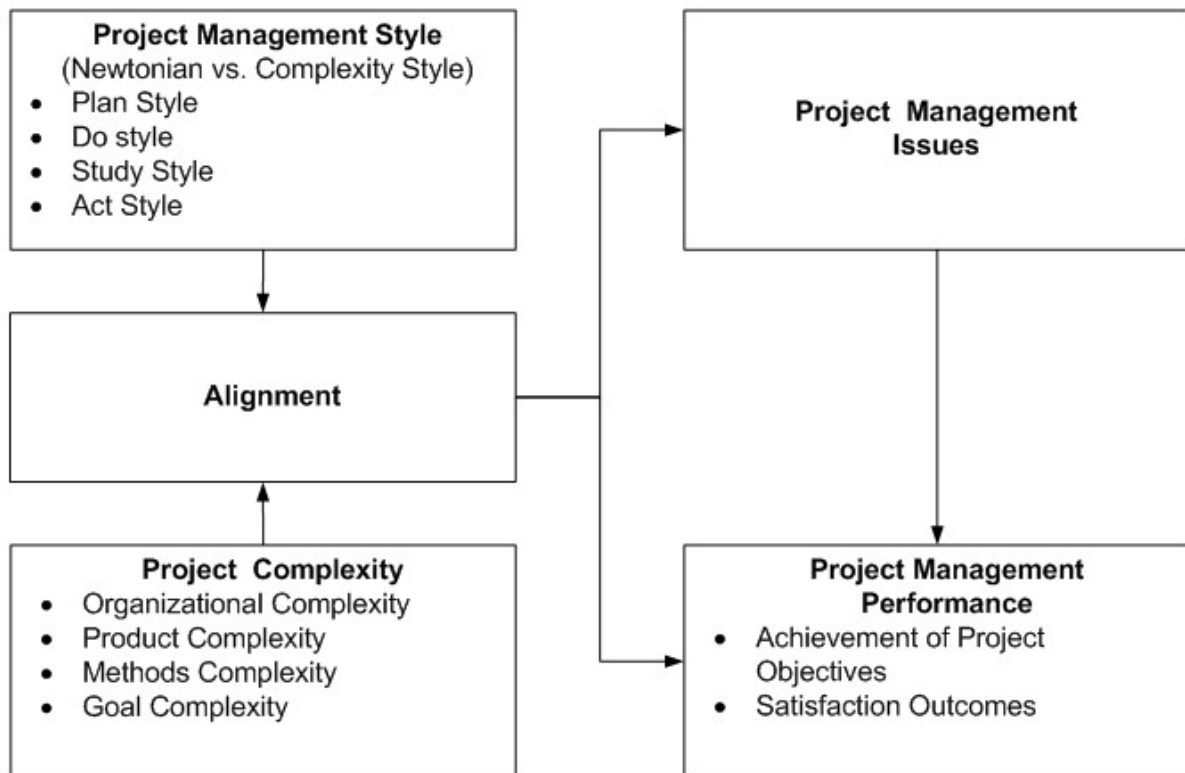 Project Management Style
(Newtonian vs. Complexity Style)
• Plan Style
• Do style
• Study Style
• Act Style
Project Management
Issues
Alignment
Project Complexity
• Organizational Complexity
• Product Complexity
• Methods Complexity
• Goal Complexity
Project Management
Performance
• Achievement of Project
Objectives
• Satisfaction Outcomes